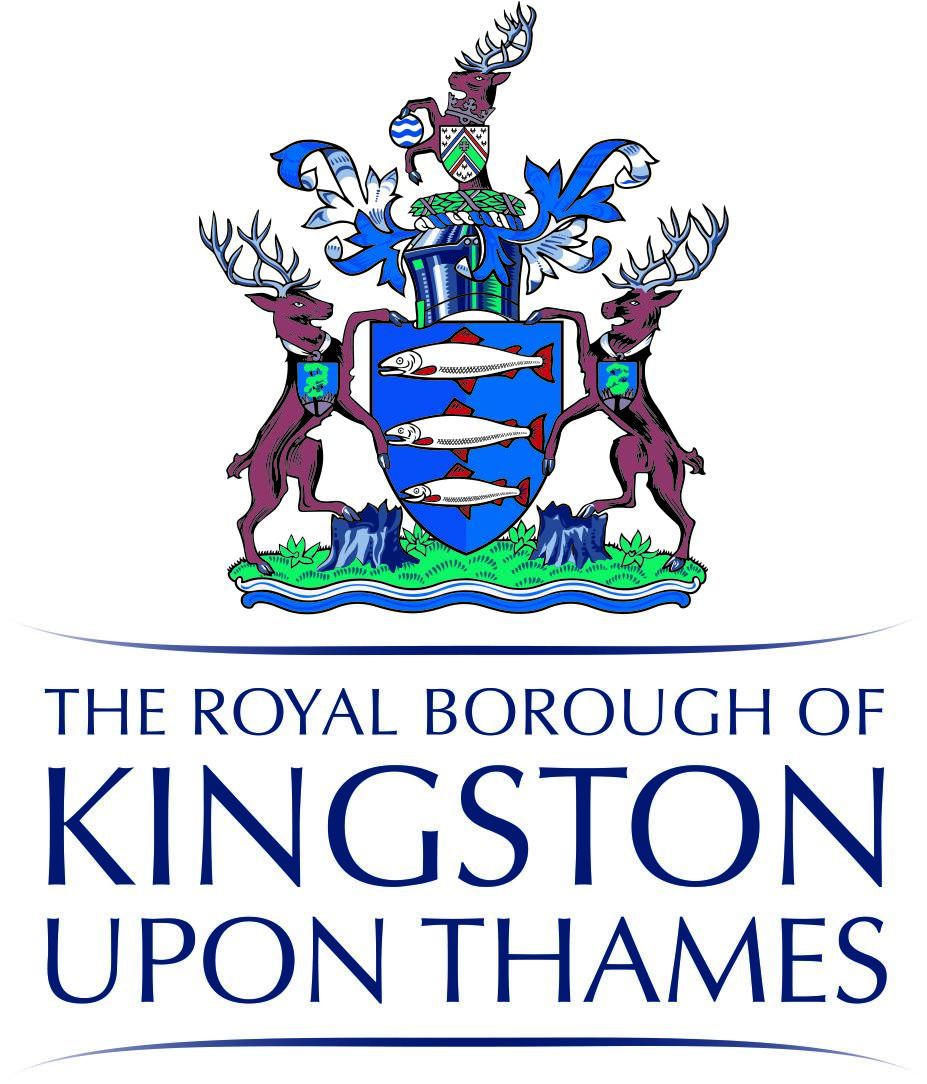 THE ROYAL BOROUGH OF
KINGSTON
UPON THAMES